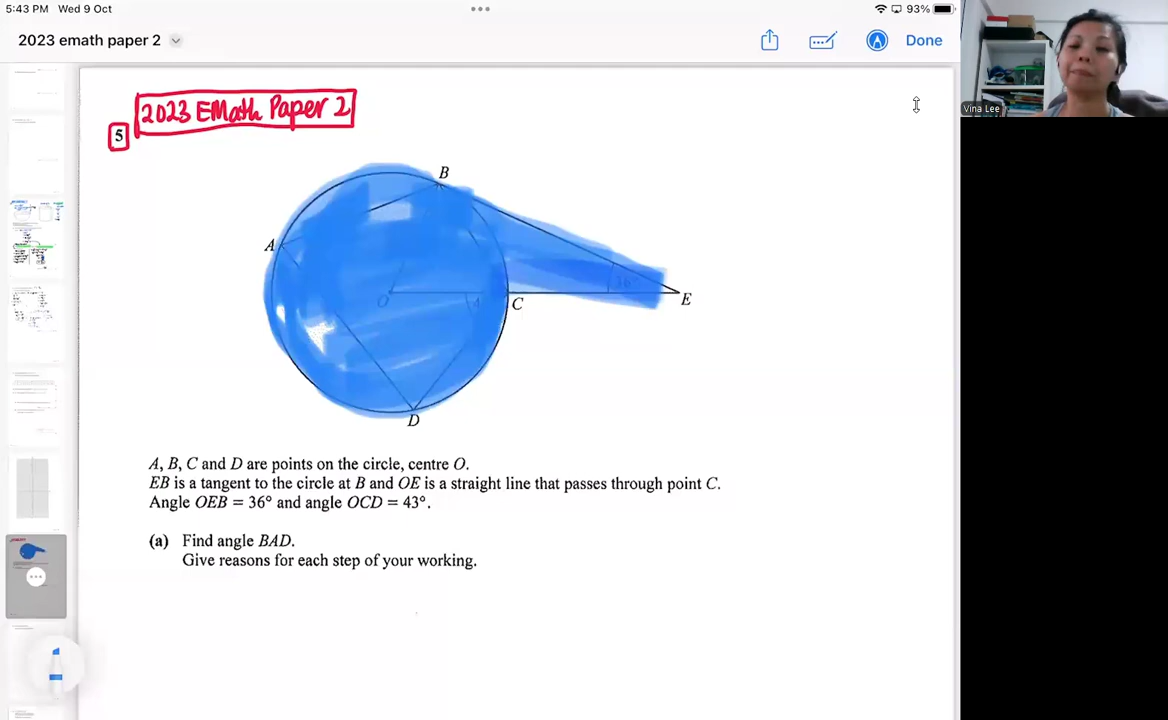 5:43 PM Wed 9 Oct
93%
2023 emath paper 2
Done
Vina Lee
2023 EMath Paper 2
5
B
A
36°
O
C
E
D
A, B, C and D are points on the circle, centre O.
EB is a tangent to the circle at B and OE is a straight line that passes through point C.
Angle OEB = 36° and angle OCD = 43°.
(a) Find angle BAD.
Give reasons for each step of your working.